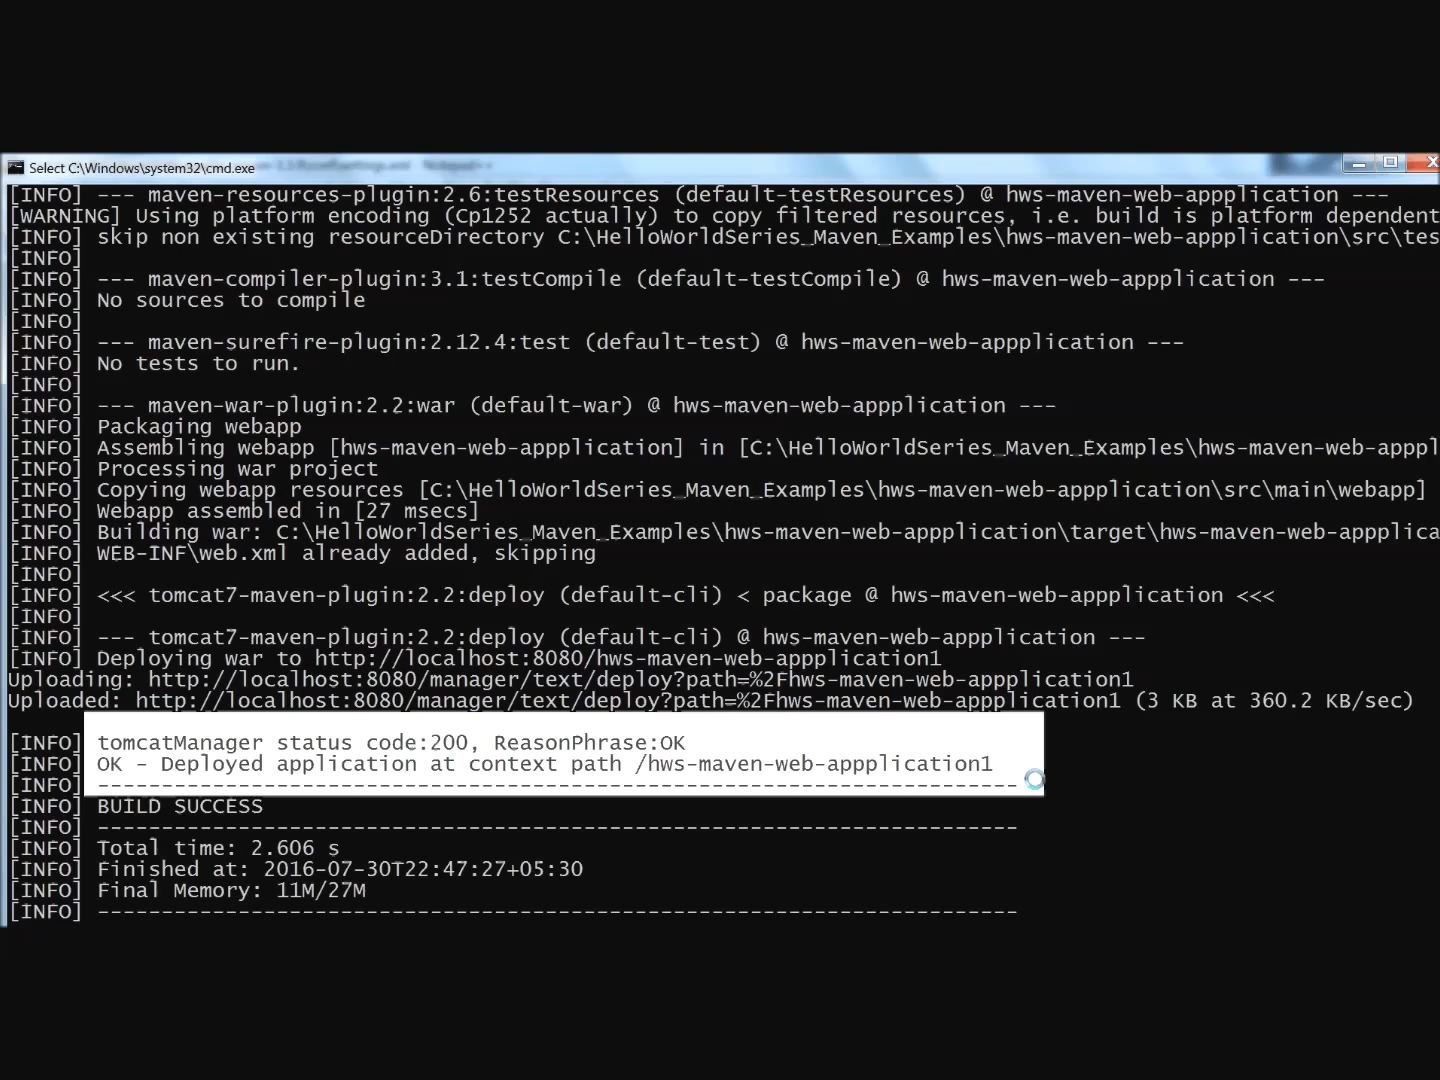 Select C:\Windows\system32\cmd.exe
[INFO] --- maven-resources-plugin:2.6:testResources (default-testResources) @ hws-maven-web-appplication ---
[WARNING] Using platform encoding (Cp1252 actually) to copy filtered resources, i.e. build is platform dependent
[INFO] skip non existing resourceDirectory C:\HelloWorldSeries_Maven_Examples\hws-maven-web-appplication\src\tes
[INFO]
[INFO] --- maven-compiler-plugin:3.1:testCompile (default-testCompile) @ hws-maven-web-appplication ---
[INFO] No sources to compile
[INFO]
[INFO] --- maven-surefire-plugin:2.12.4:test (default-test) @ hws-maven-web-appplication ---
[INFO] No tests to run.
[INFO]
[INFO] --- maven-war-plugin:2.2:war (default-war) @ hws-maven-web-appplication ---
[INFO] Packaging webapp
[INFO] Assembling webapp [hws-maven-web-appplication] in [C:\HelloWorldSeries_Maven_Examples\hws-maven-web-apppl
[INFO] Processing war project
[INFO] Copying webapp resources [C:\HelloWorldSeries_Maven_Examples\hws-maven-web-appplication\src\main\webapp]
[INFO] Webapp assembled in [27 msecs]
[INFO] Building war: C:\HelloWorldSeries_Maven_Examples\hws-maven-web-appplication\target\hws-maven-web-appplica
[INFO] WEB-INF\web.xml already added, skipping
[INFO]
[INFO] <<< tomcat7-maven-plugin:2.2:deploy (default-cli) < package @ hws-maven-web-appplication <<<
[INFO]
[INFO] --- tomcat7-maven-plugin:2.2:deploy (default-cli) @ hws-maven-web-appplication ---
[INFO] Deploying war to http://localhost:8080/hws-maven-web-appplication1
Uploading: http://localhost:8080/manager/text/deploy?path=%2Fhws-maven-web-appplication1
Uploaded: http://localhost:8080/manager/text/deploy?path=%2Fhws-maven-web-appplication1 (3 KB at 360.2 KB/sec)
[INFO] tomcatManager status code:200, ReasonPhrase:OK
[INFO] OK - Deployed application at context path /hws-maven-web-appplication1
[INFO] ------------------------------------------------------------------------
[INFO] BUILD SUCCESS
[INFO] ------------------------------------------------------------------------
[INFO] Total time: 2.606 s
[INFO] Finished at: 2016-07-30T22:47:27+05:30
[INFO] Final Memory: 11M/27M
[INFO] ------------------------------------------------------------------------